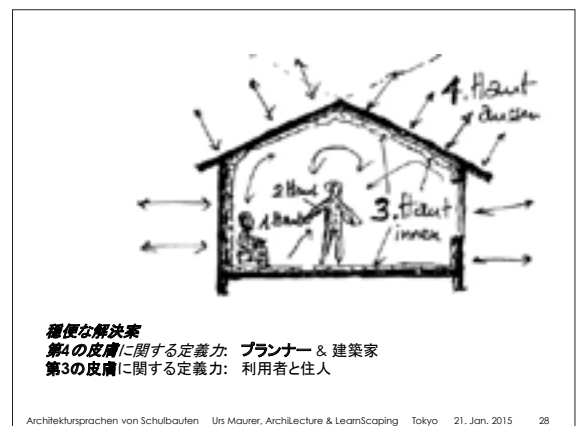 4. Haut
aussen
2 Haut
1. Haut
3. Haut
innen
穏便な解決案
第4の皮膚に関する定義力: プランナー & 建築家
第3の皮膚に関する定義力: 利用者と住人
Architektursprachen von Schulbauten Urs Maurer, ArchiLecture & LearnScaping Tokyo 21. Jan. 2015 28